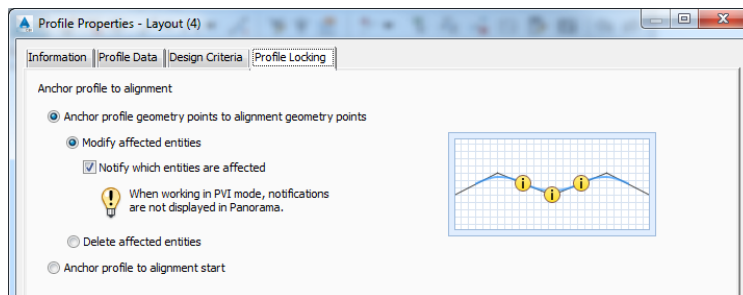 Profile Properties - Layout (4)
Information Profile Data Design Criteria Profile Locking
Anchor profile to alignment
Anchor profile geometry points to alignment geometry points
Modify affected entities
Notify which entities are affected
When working in PVI mode, notifications
are not displayed in Panorama.
Delete affected entities
Anchor profile to alignment start